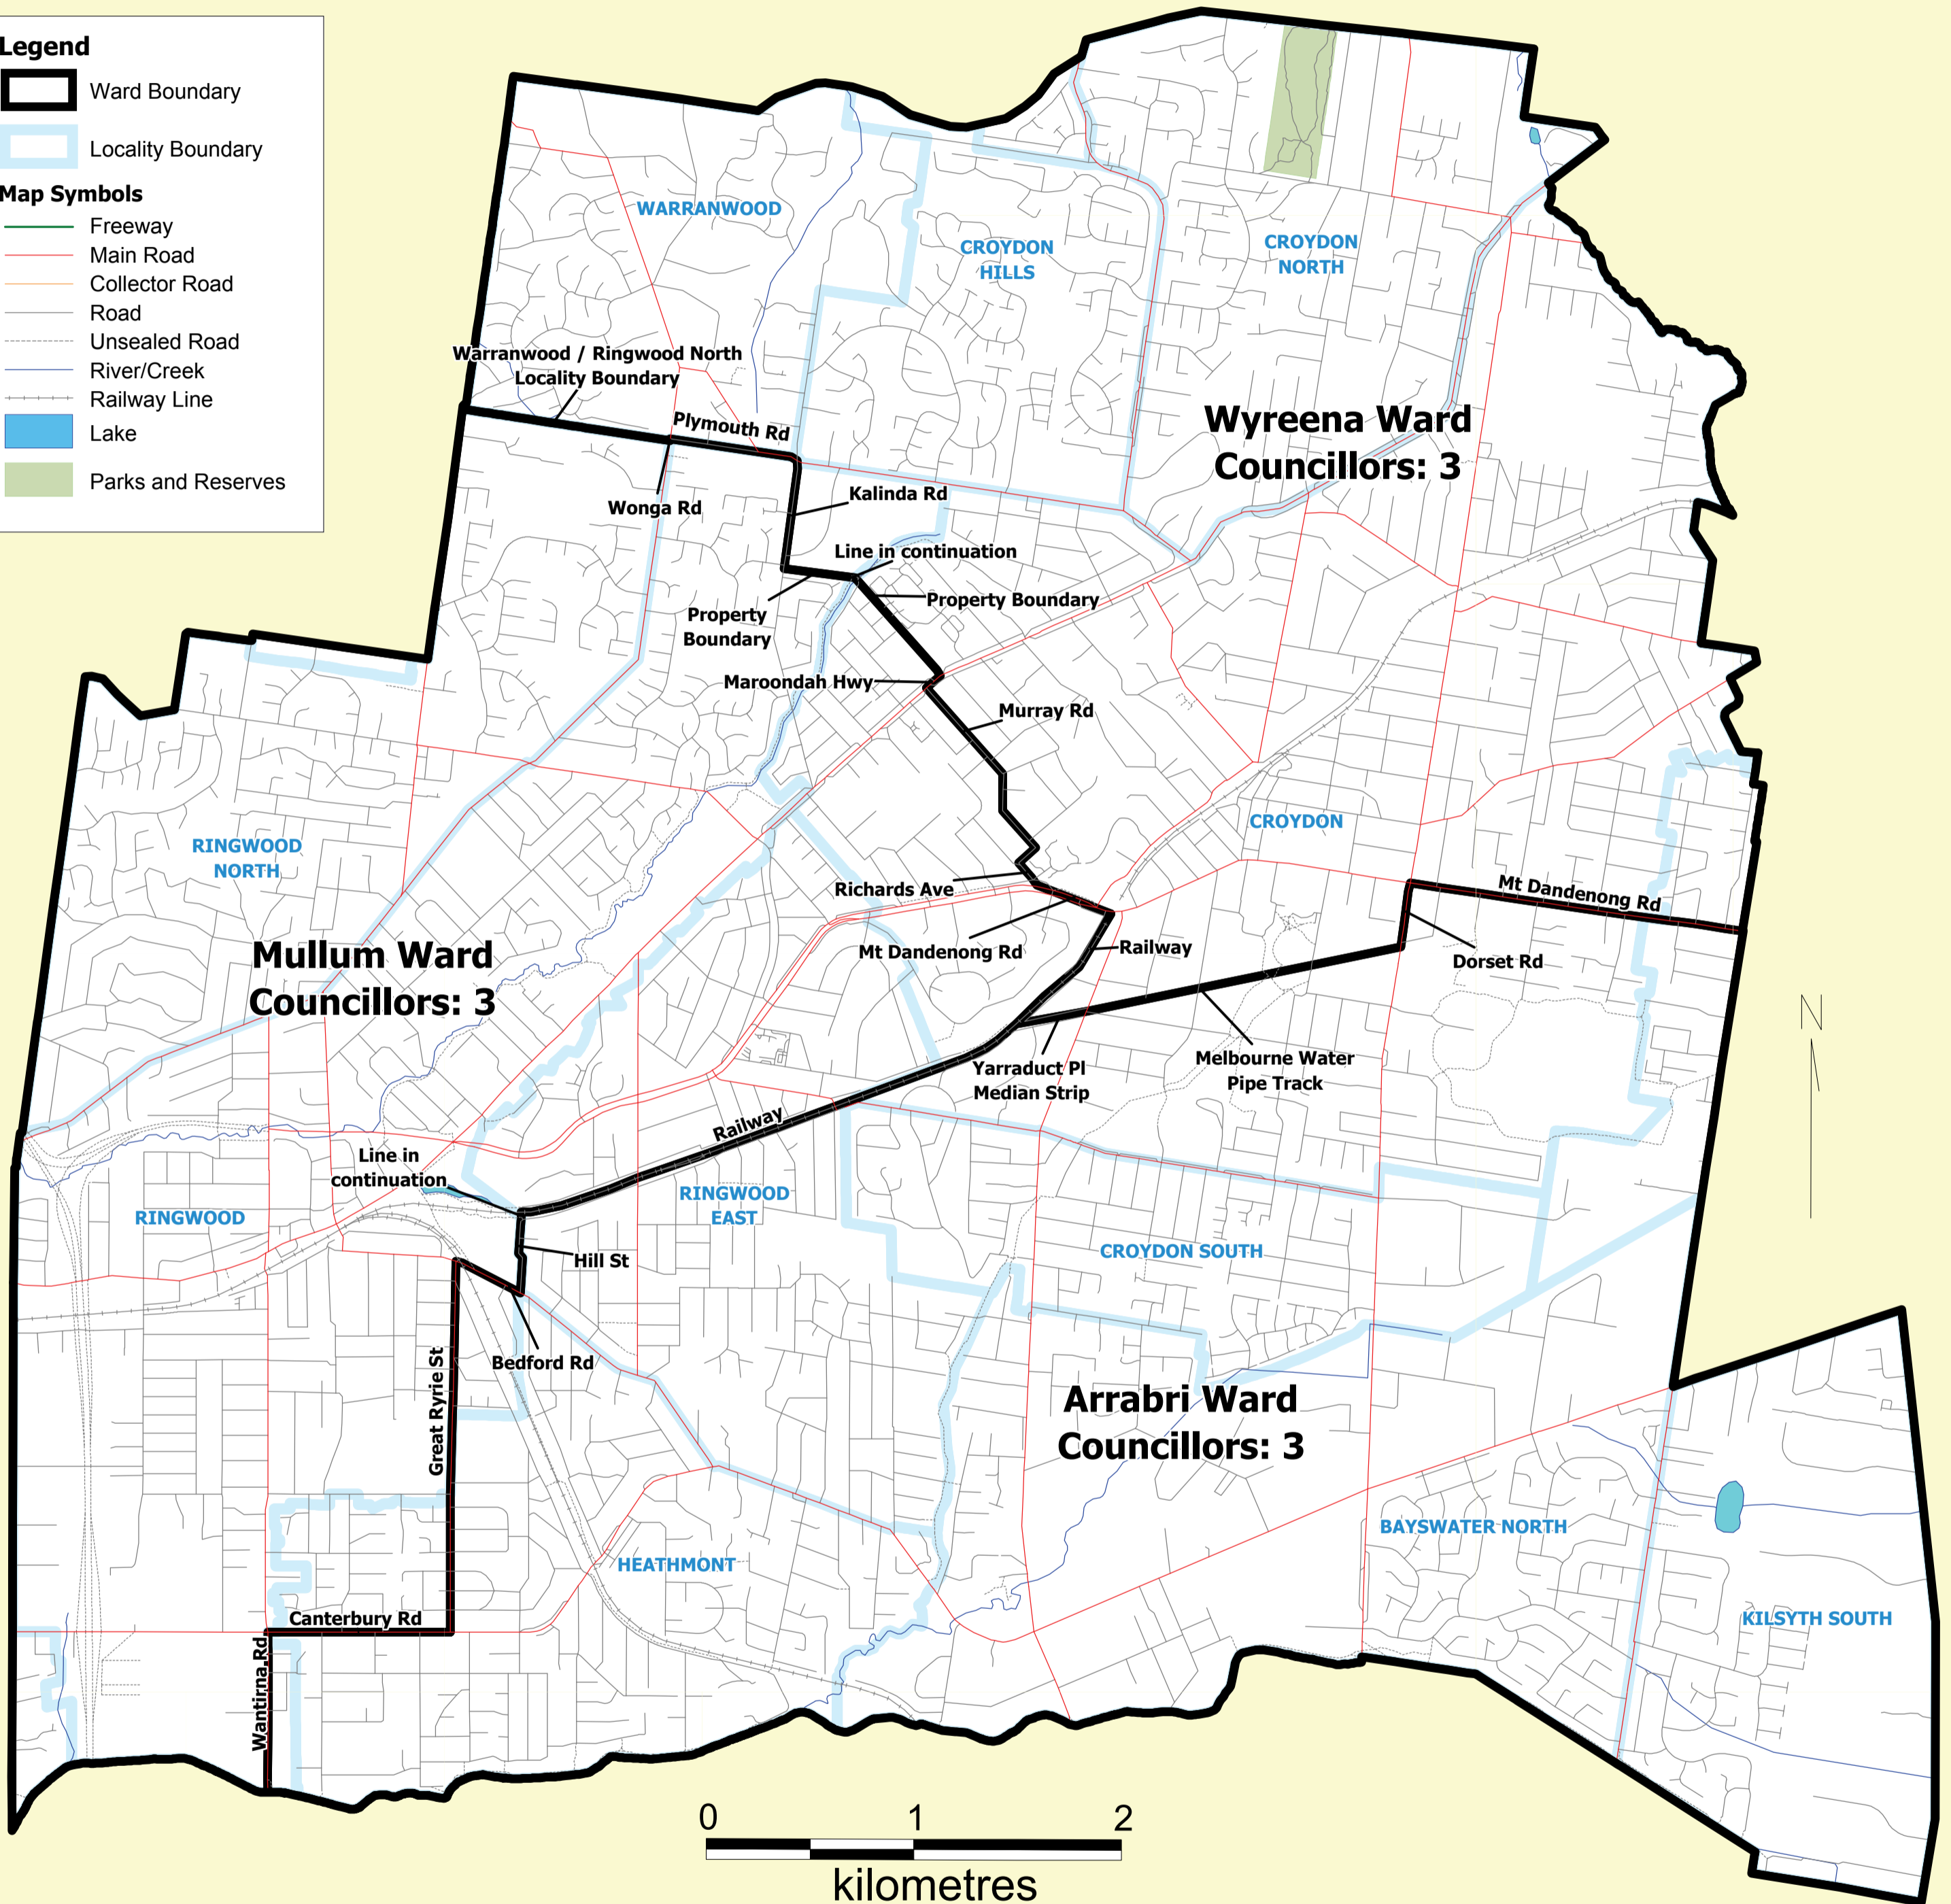 Legend
Ward Boundary
Locality Boundary
Map Symbols
Freeway
Main Road
Collector Road
Road
Unsealed Road
River/Creek
Railway Line
Lake
Parks and Reserves
WARRANWOOD
CROYDON
HILLS
CROYDON
NORTH
Warranwood / Ringwood North
Locality Boundary
Plymouth Rd
Wyreena Ward
Councillors: 3
Wonga Rd
Kalinda Rd
Line in continuation
Property Boundary
Property
Boundary
Maroondah Hwy
Murray Rd
CROYDON
RINGWOOD
NORTH
Richards Ave
Mt Dandenong Rd
Mullum Ward
Councillors: 3
Mt Dandenong Rd
Railway
Dorset Rd
N
Yarraduct Pl
Median Strip
Melbourne Water
Pipe Track
Railway
Line in
continuation
RINGWOOD
RINGWOOD
EAST
Hill St
CROYDON SOUTH
Bedford Rd
Great Ryrie St
Arrabri Ward
Councillors: 3
BAYSWATER NORTH
HEATHMONT
Canterbury Rd
KILSYTH SOUTH
Wantirna Rd
0 1 2
kilometres